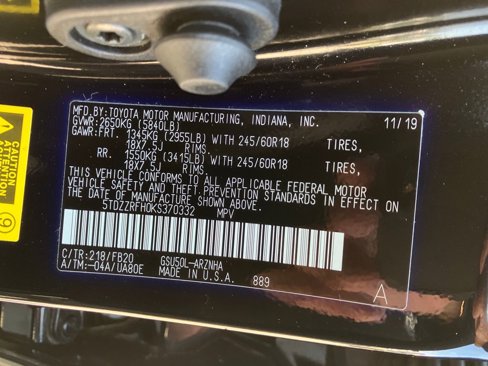 MFD.BY:TOYOTA MOTOR MANUFACTURING, INDIANA, INC. 11/19
GVWR:2650KG (5840LB)
GAWR:FRT. 1345KG (2955LB) WITH 245/60R18 TIRES,
18X7.5J RIMS
RR. 1550KG (3415LB) WITH 245/60R18 TIRES,
18X7.5J RIMS
THIS VEHICLE CONFORMS TO ALL APPLICABLE FEDERAL MOTOR
VEHICLE SAFETY AND THEFT PREVENTION STANDARDS IN EFFECT ON
THE DATE OF MANUFACTURE SHOWN ABOVE.
5TDZZRFH0KS370332 MPV
C/TR:218/FB20 GSU50L-ARZNHA
A/TM:-04A/UA80E MADE IN U.S.A. 889
A
CAUTION
ATTENTION